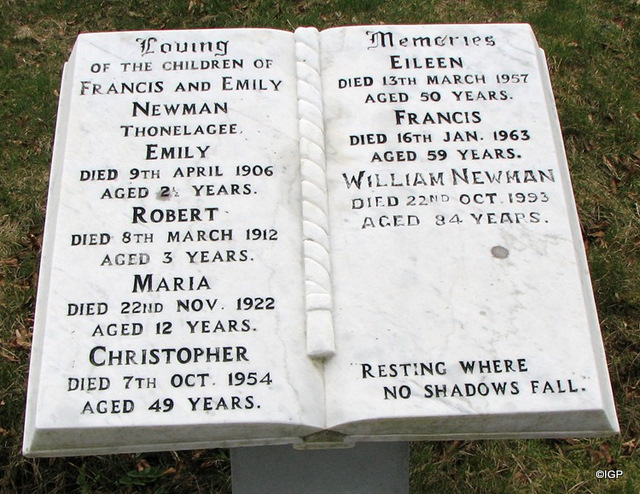 Loving
OF THE CHILDREN OF
FRANCIS AND EMILY
NEWMAN
THONELAGEE.
EMILY
DIED 9TH APRIL 1906
AGED 2½ YEARS.
ROBERT
DIED 8TH MARCH 1912
AGED 3 YEARS.
MARIA
DIED 22ND NOV. 1922
AGED 12 YEARS.
CHRISTOPHER
DIED 7TH OCT. 1954
AGED 49 YEARS.
Memories
EILEEN
DIED 13TH MARCH 1957
AGED 50 YEARS.
FRANCIS
DIED 16TH JAN. 1963
AGED 59 YEARS.
WILLIAM NEWMAN
DIED 22ND OCT. 1993
AGED 84 YEARS.
RESTING WHERE
NO SHADOWS FALL.
©IGP